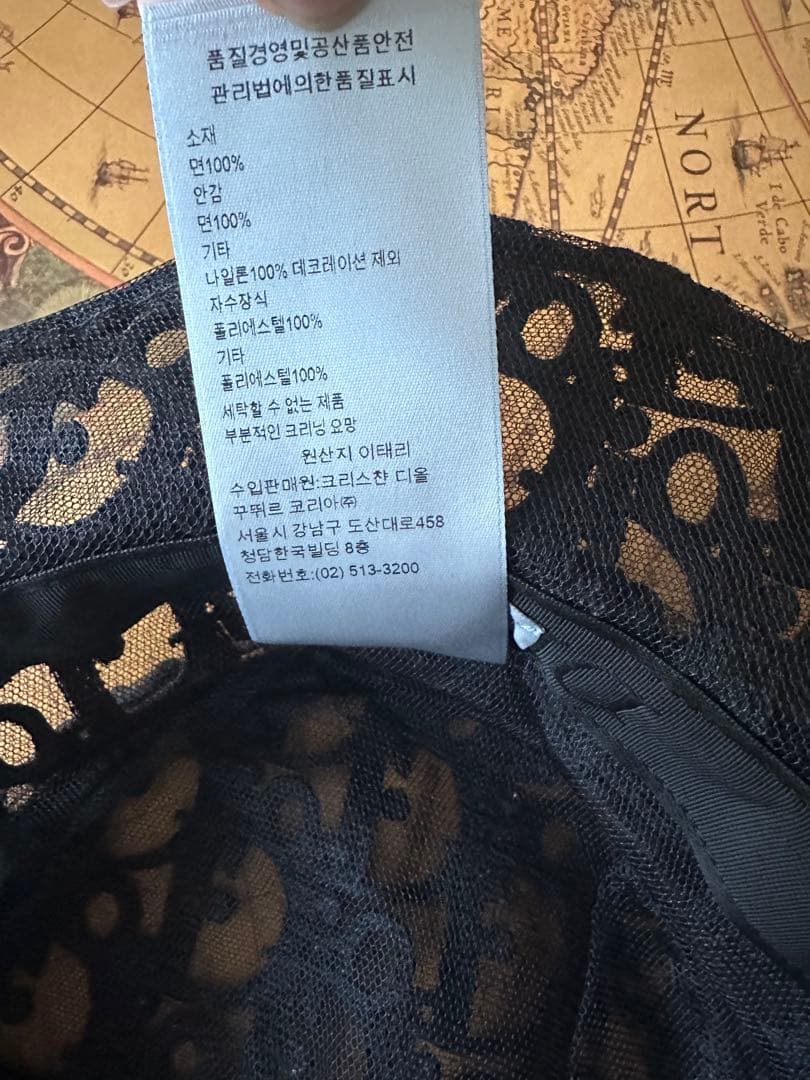 품질경영및공산품안전
관리법에의한품질표시
소재
면100%
안감
면100%
기타
나일론100% 데코레이션 제외
자수장식
폴리에스텔100%
기타
폴리에스텔100%
세탁할 수 없는 제품
부분적인 크리닝 요망
원산지 이태리
수입판매원:크리스챤 디올
꾸뛰르 코리아㈜
서울시 강남구 도산대로458
청담한국빌딩 8층
전화번호:(02) 513-3200
NORT
I de Cabo
Verde